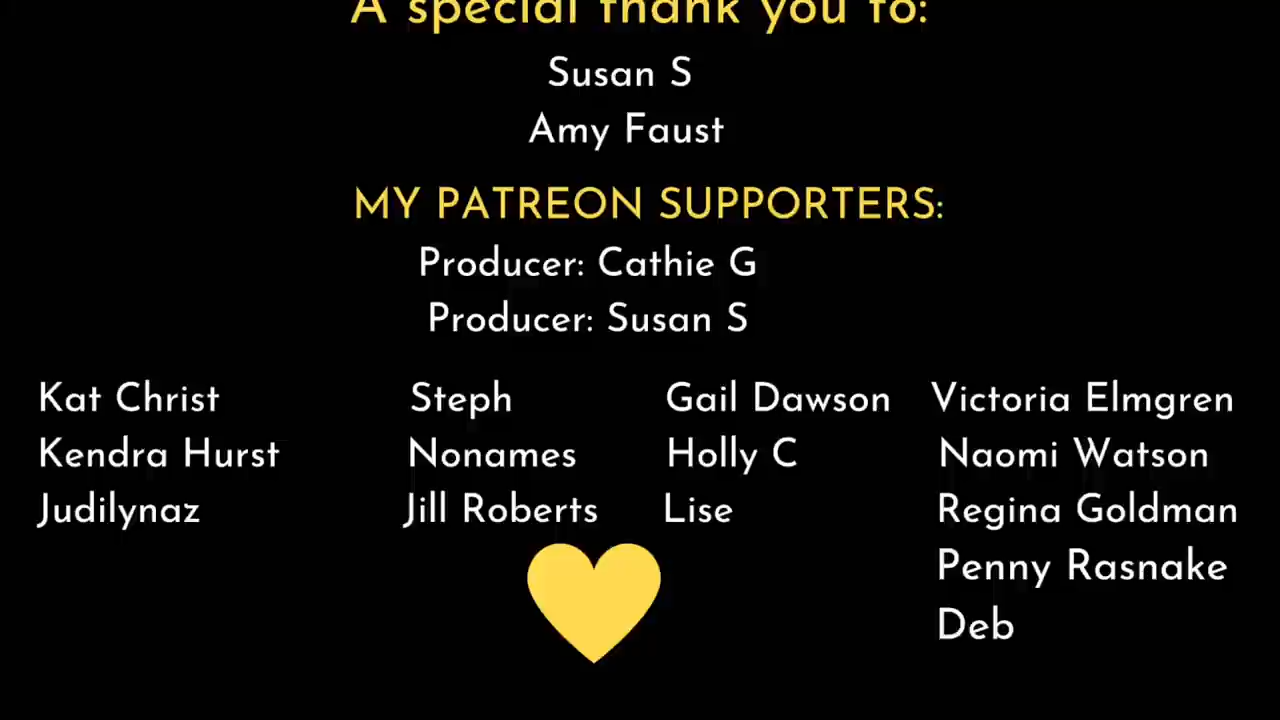 A special thank you to:
Susan S
Amy Faust
MY PATREON SUPPORTERS:
Producer: Cathie G
Producer: Susan S
Kat Christ
Kendra Hurst
Judilynaz
Steph
Nonames
Jill Roberts
Gail Dawson
Holly C
Lise
Victoria Elmgren
Naomi Watson
Regina Goldman
Penny Rasnake
Deb